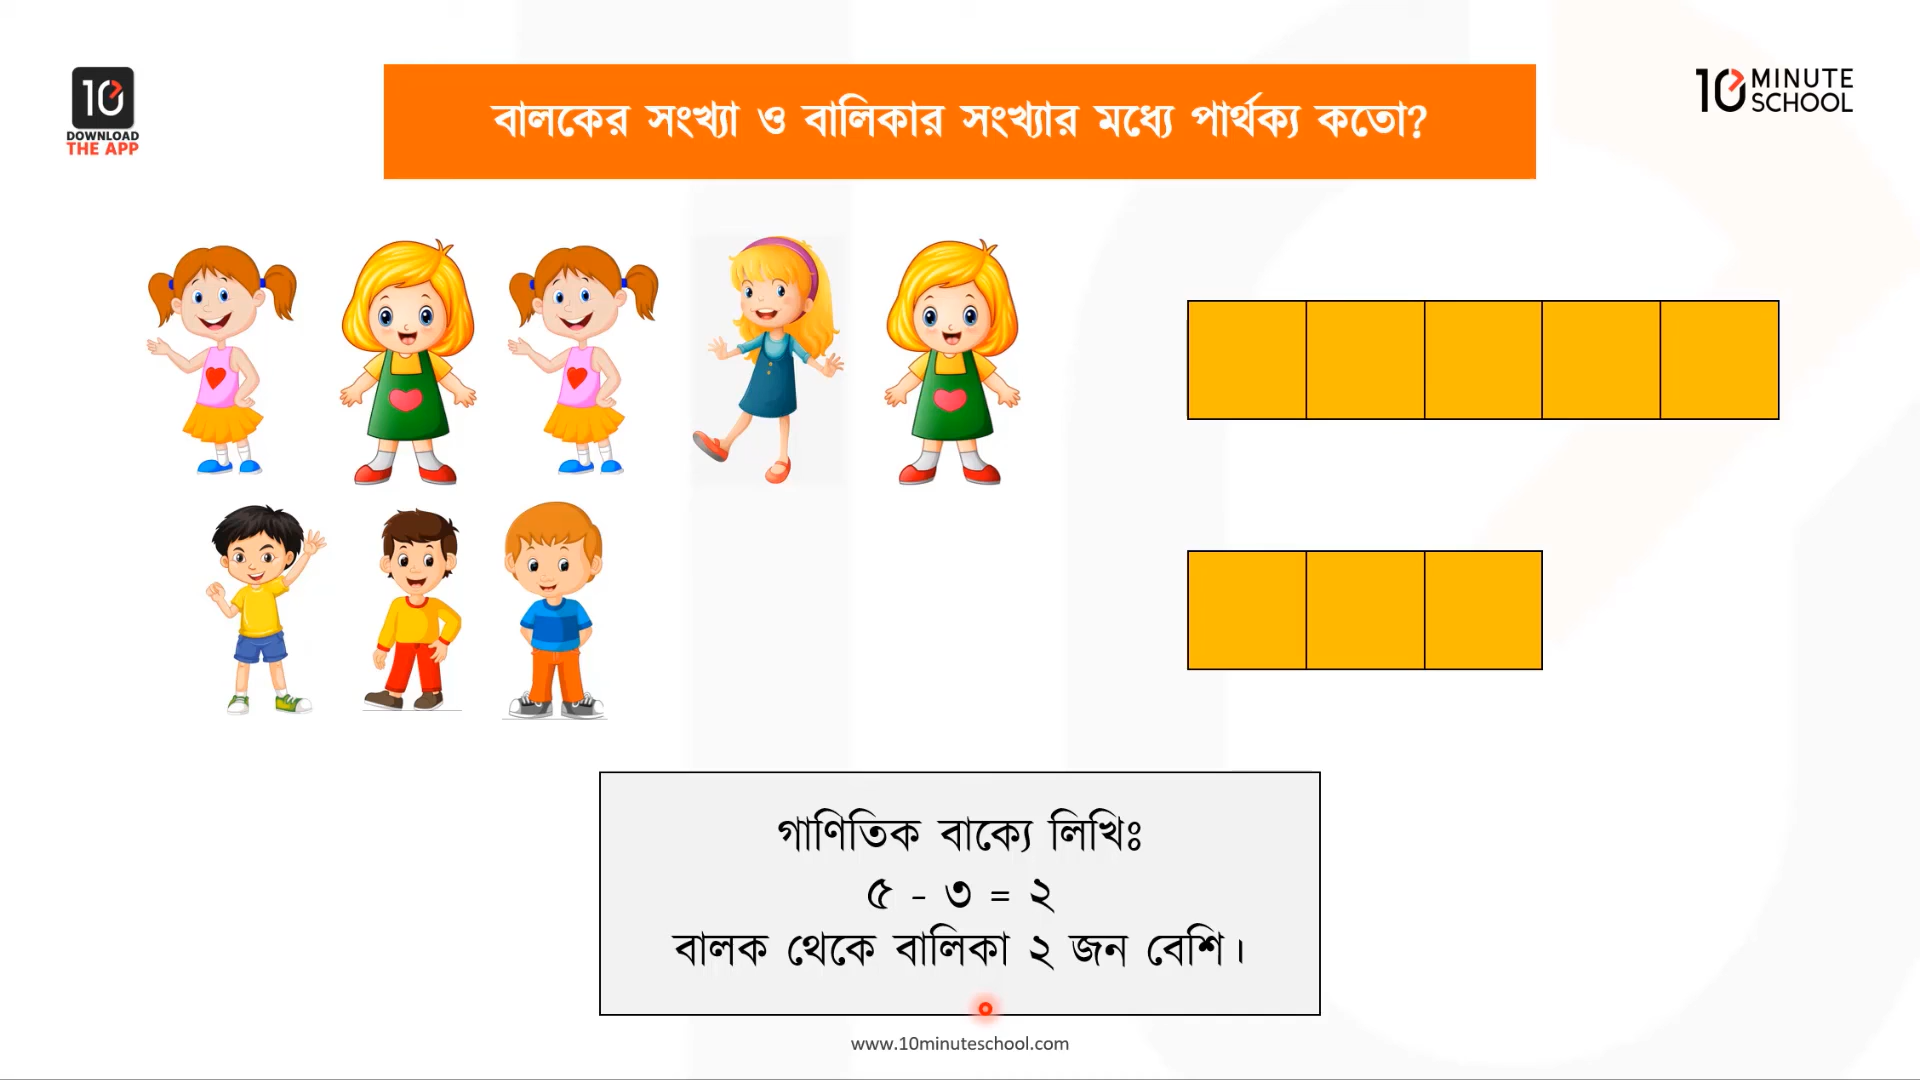 DOWNLOAD
THE APP
বালকের সংখ্যা ও বালিকার সংখ্যার মধ্যে পার্থক্য কতো?
10 MINUTE
SCHOOL
গাণিতিক বাক্যে লিখিঃ
৫ - ৩ = ২
বালক থেকে বালিকা ২ জন বেশি।
www.10minuteschool.com